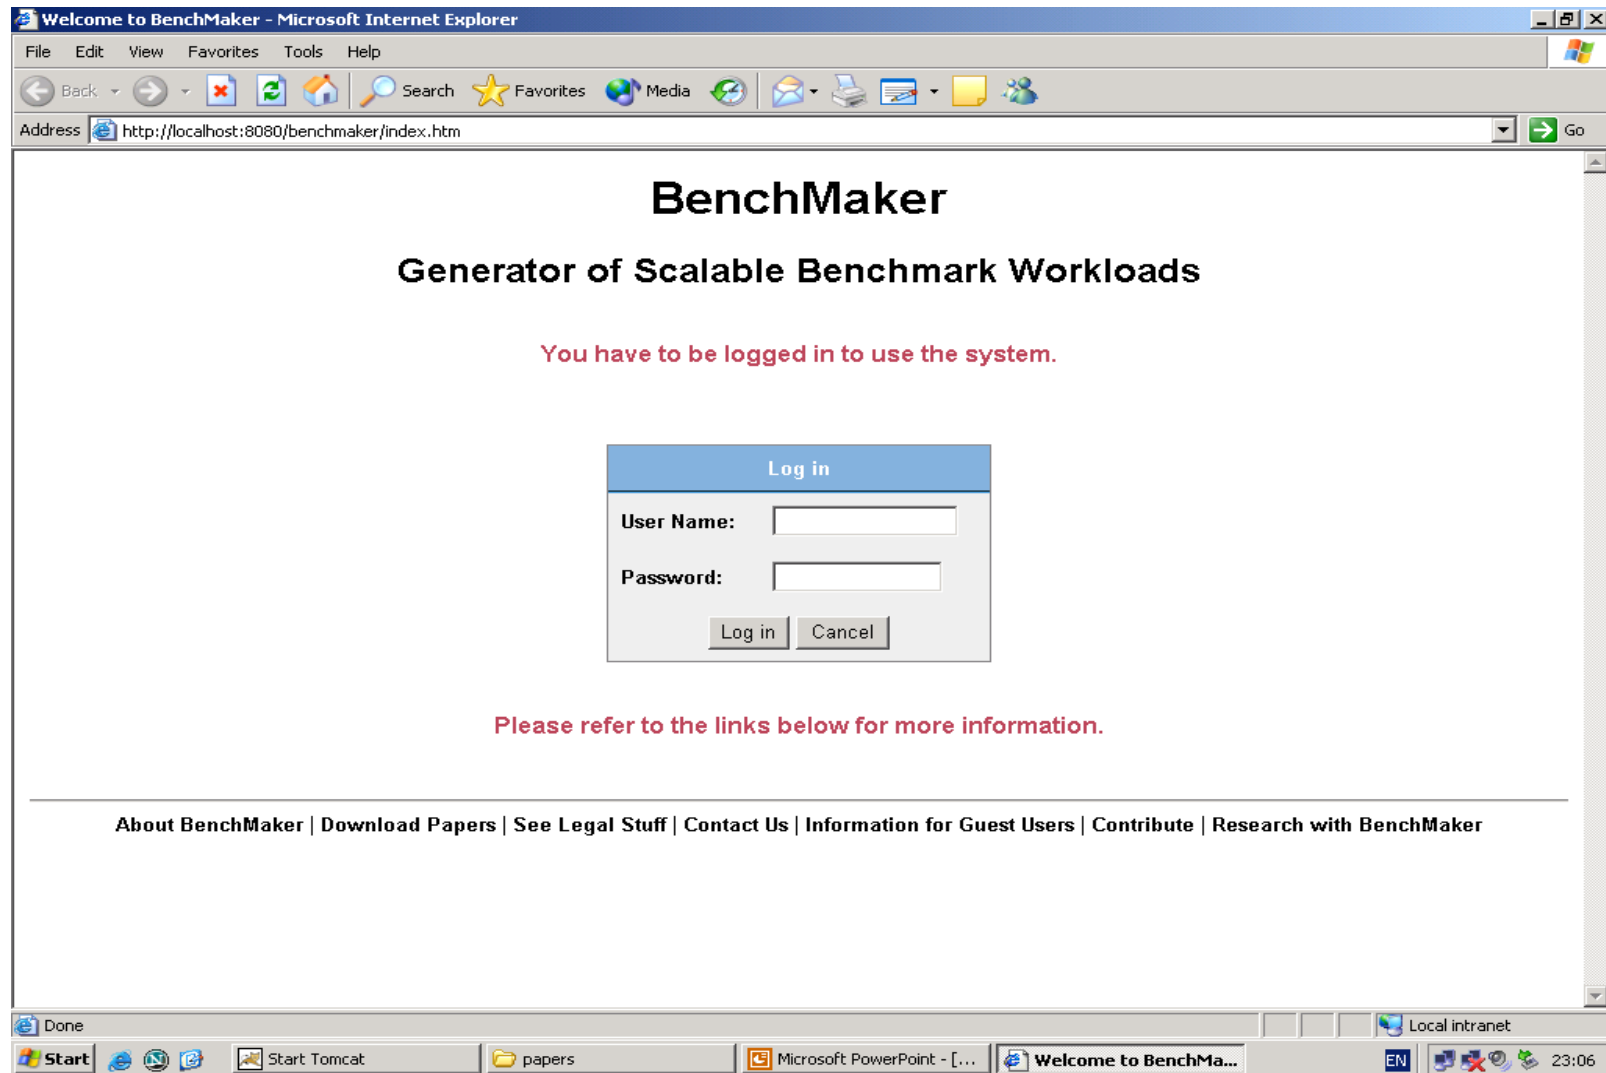 Welcome to BenchMaker - Microsoft Internet Explorer
File Edit View Favorites Tools Help
Back Search Favorites Media
Address http://localhost:8080/benchmaker/index.htm Go
BenchMaker
Generator of Scalable Benchmark Workloads
You have to be logged in to use the system.
Log in
User Name:
Password:
Log in Cancel
Please refer to the links below for more information.
About BenchMaker | Download Papers | See Legal Stuff | Contact Us | Information for Guest Users | Contribute | Research with BenchMaker
Done Local intranet
Start Start Tomcat papers Microsoft PowerPoint - [... Welcome to BenchMa... EN 23:06